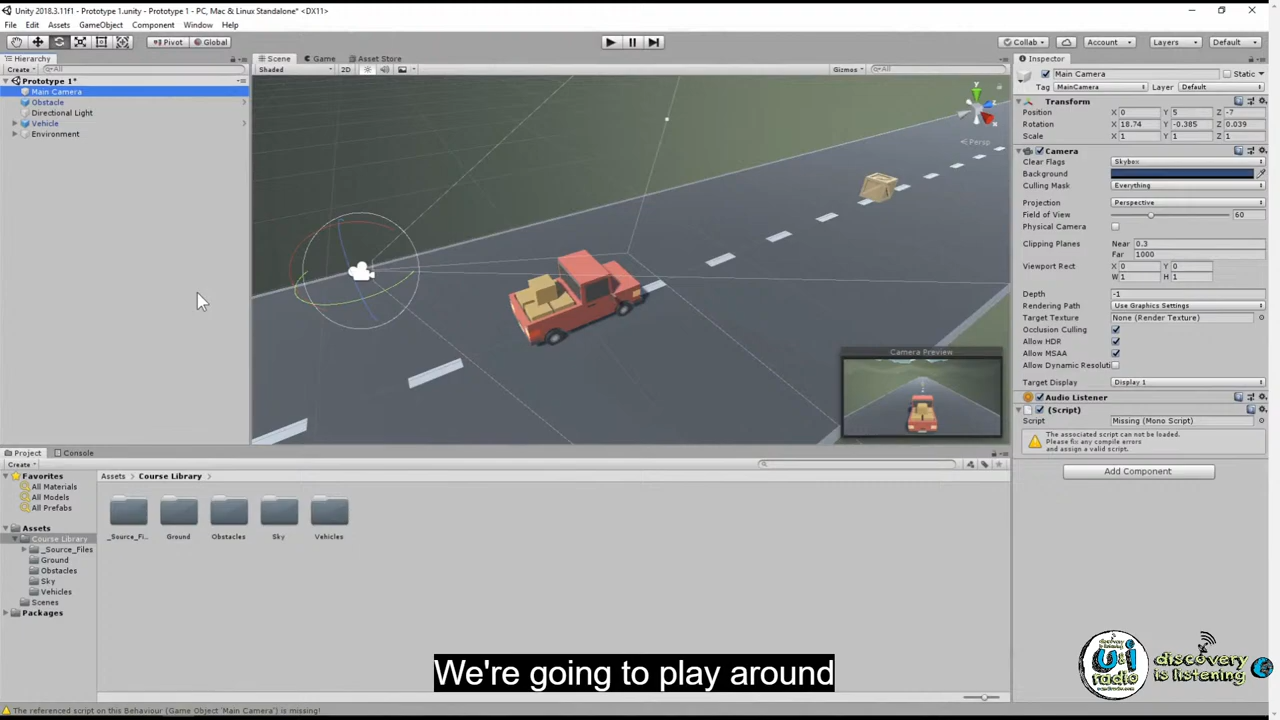 Unity 2018.3.11f1 - Prototype 1.unity - Prototype 1 - PC, Mac & Linux Standalone* <DX11>
File Edit Assets GameObject Component Window Help
Pivot Global Collab Account Layers Default
Hierarchy Scene Game Asset Store Inspector
Create All Shaded 2D Gizmos All
Prototype 1*
Main Camera
Obstacle
Directional Light
Vehicle
Environment
Persp
Camera Preview
Main Camera Static
Tag MainCamera Layer Default
Transform
Position X 0 Y 5 Z -7
Rotation X 18.74 Y -0.385 Z 0.039
Scale X 1 Y 1 Z 1
Camera
Clear Flags Skybox
Background
Culling Mask Everything
Projection Perspective
Field of View 60
Physical Camera
Clipping Planes Near 0.3
Far 1000
Viewport Rect X 0 Y 0
W 1 H 1
Depth -1
Rendering Path Use Graphics Settings
Target Texture None (Render Texture)
Occlusion Culling
Allow HDR
Allow MSAA
Allow Dynamic Resoluti
Target Display Display 1
Audio Listener
(Script)
Script Missing (Mono Script)
The associated script can not be loaded.
Please fix any compile errors
and assign a valid script.
Add Component
Project Console
Create
Favorites
All Materials
All Models
All Prefabs
Assets
Course Library
_Source_Files
Ground
Obstacles
Sky
Vehicles
Scenes
Packages
Assets Course Library
_Source_Fi... Ground Obstacles Sky Vehicles
We're going to play around
u&i
radio
discovery
is listening
The referenced script on this Behaviour (Game Object 'Main Camera') is missing!